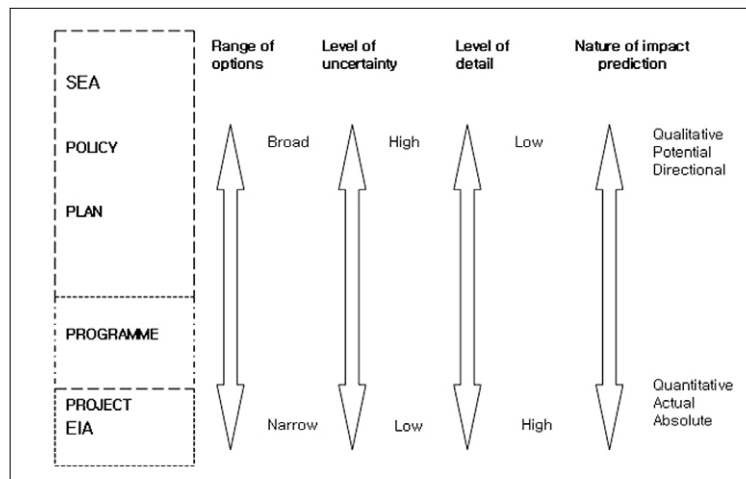 Range of
options
Level of
uncertainty
Level of
detail
Nature of impact
prediction
SEA
POLICY
PLAN
PROGRAMME
PROJECT
EIA
Broad
High
Low
Qualitative
Potential
Directional
Narrow
Low
High
Quantitative
Actual
Absolute